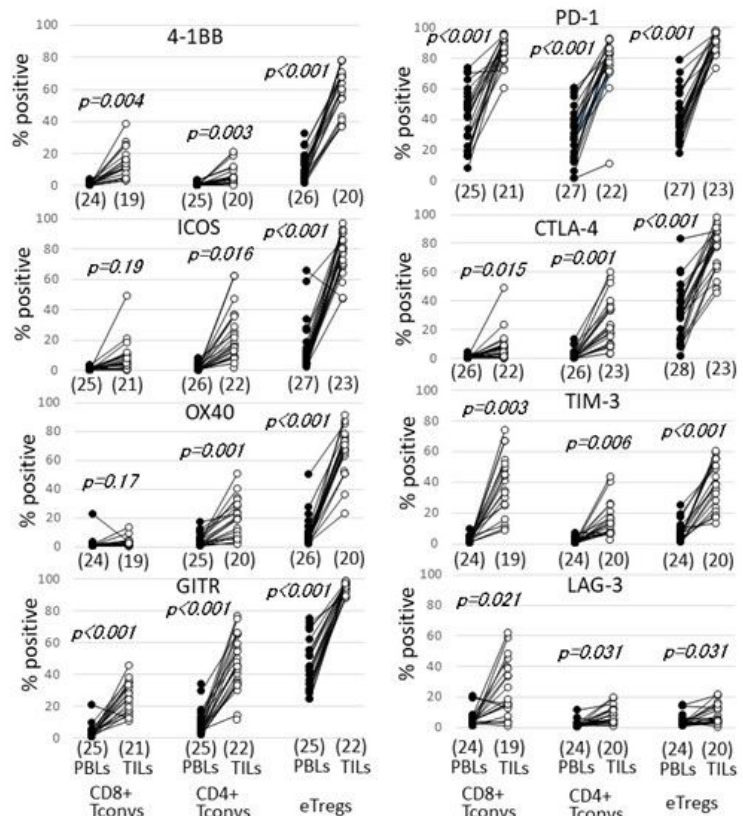 4-1BB
% positive
100
80
60
40
20
0
p=0.004
p=0.003
p<0.001
(24) (19) (25) (20) (26) (20)
PD-1
100
80
60
40
20
0
p<0.001
p<0.001
p<0.001
(25) (21) (27) (22) (27) (23)
ICOS
% positive
100
80
60
40
20
0
p=0.19
p=0.016
p<0.001
(25) (21) (26) (22) (27) (23)
CTLA-4
100
80
60
40
20
0
p=0.015
p=0.001
p<0.001
(26) (22) (26) (23) (28) (23)
OX40
% positive
100
80
60
40
20
0
p=0.17
p=0.001
p<0.001
(24) (19) (25) (20) (26) (20)
TIM-3
% positive
100
80
60
40
20
0
p=0.003
p=0.006
p<0.001
(24) (19) (24) (20) (24) (20)
GITR
% positive
100
80
60
40
20
0
p<0.001
p<0.001
p<0.001
(25) (21) (25) (22) (25) (22)
PBLs TILs PBLs TILs PBLs TILs
CD8+
Tconvs
CD4+
Tconvs
eTregs
LAG-3
% positive
100
80
60
40
20
0
p=0.021
p=0.031
p=0.031
(24) (19) (24) (20) (24) (20)
PBLs TILs PBLs TILs PBLs TILs
CD8+
Tconvs
CD4+
Tconvs
eTregs